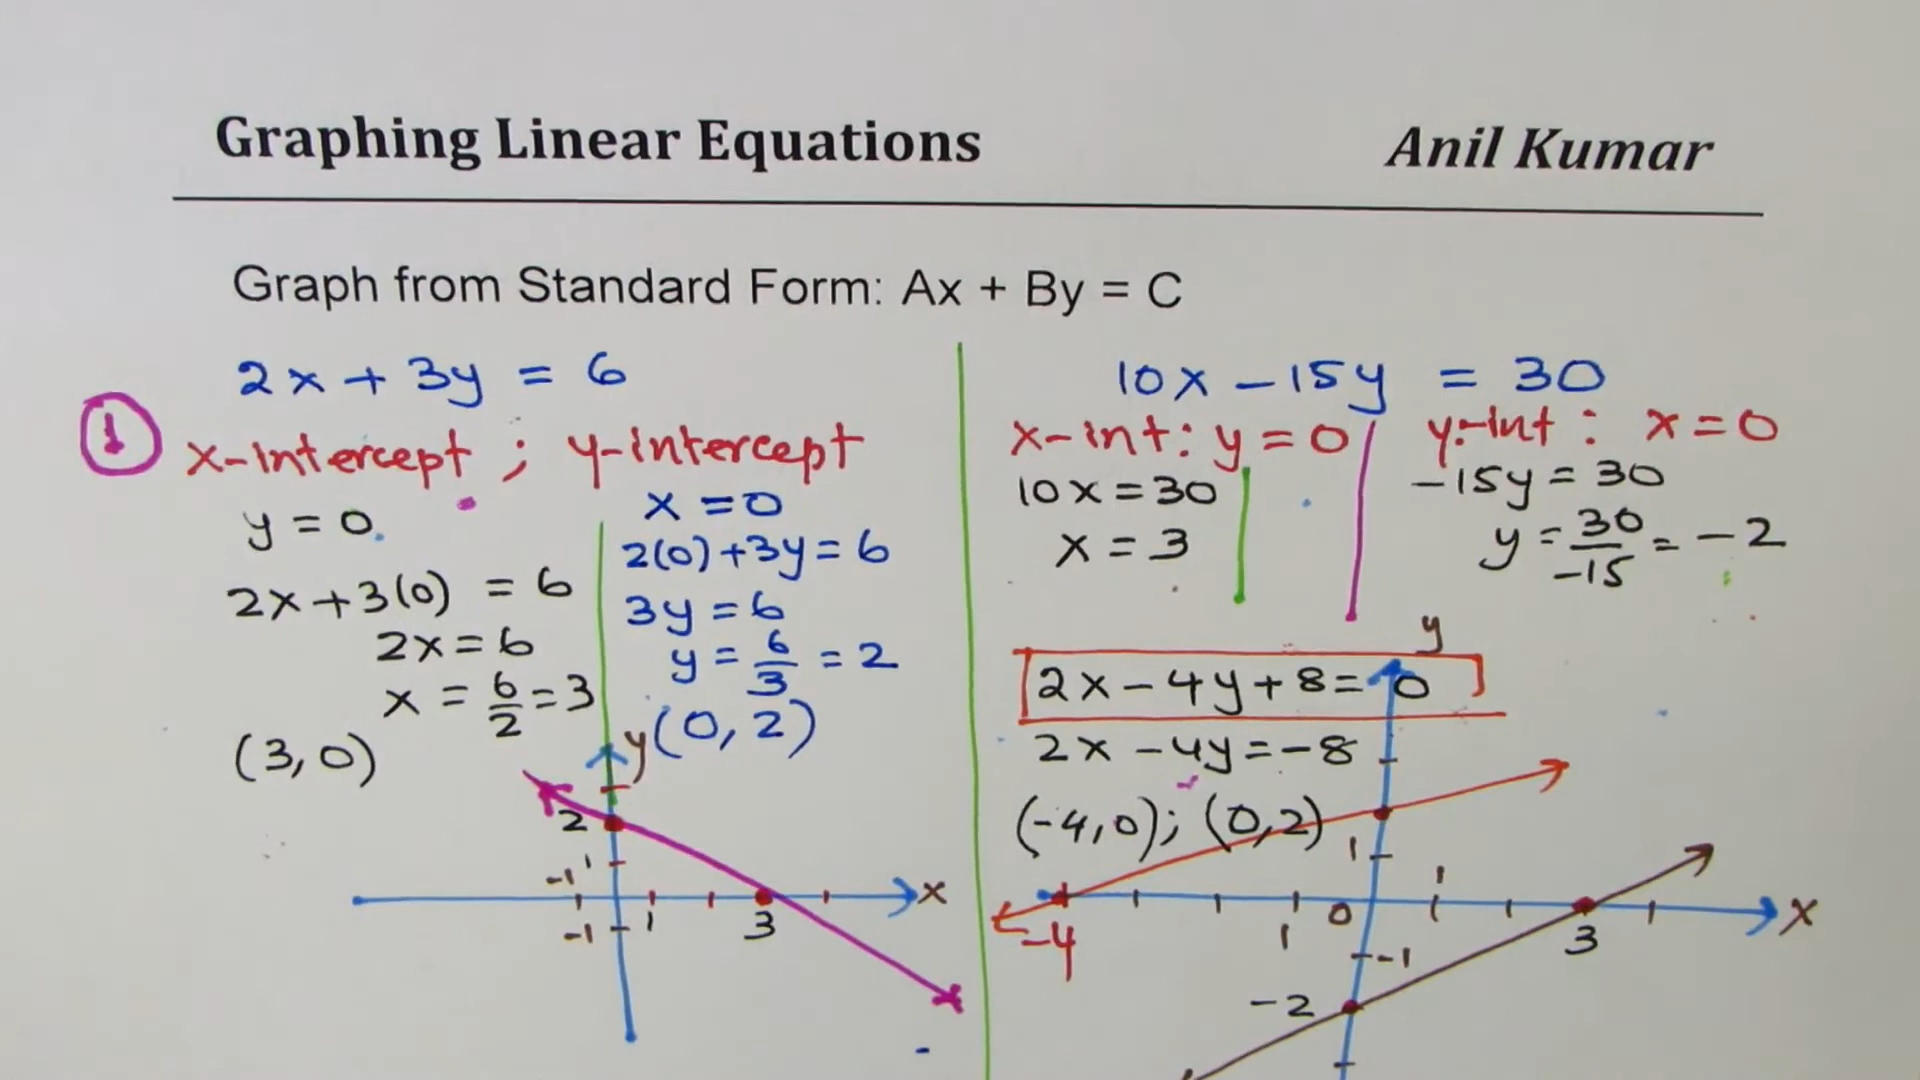 Graphing Linear Equations
Anil Kumar
Graph from Standard Form: Ax + By = C
2x + 3y = 6
1
x-intercept ; y-intercept
y = 0
2x + 3(0) = 6
2x = 6
x = 6/2 = 3
(3, 0)
x = 0
2(0) + 3y = 6
3y = 6
y = 6/3 = 2
(0, 2)
y
2
1
-1
-1
1
3
x
10x - 15y = 30
x-int: y = 0
10x = 30
x = 3
y-int: x = 0
-15y = 30
y = 30/-15 = -2
2x - 4y + 8 = 0
2x - 4y = -8
(-4, 0); (0, 2)
y
1
1
-4
1
0
3
x
-1
-2